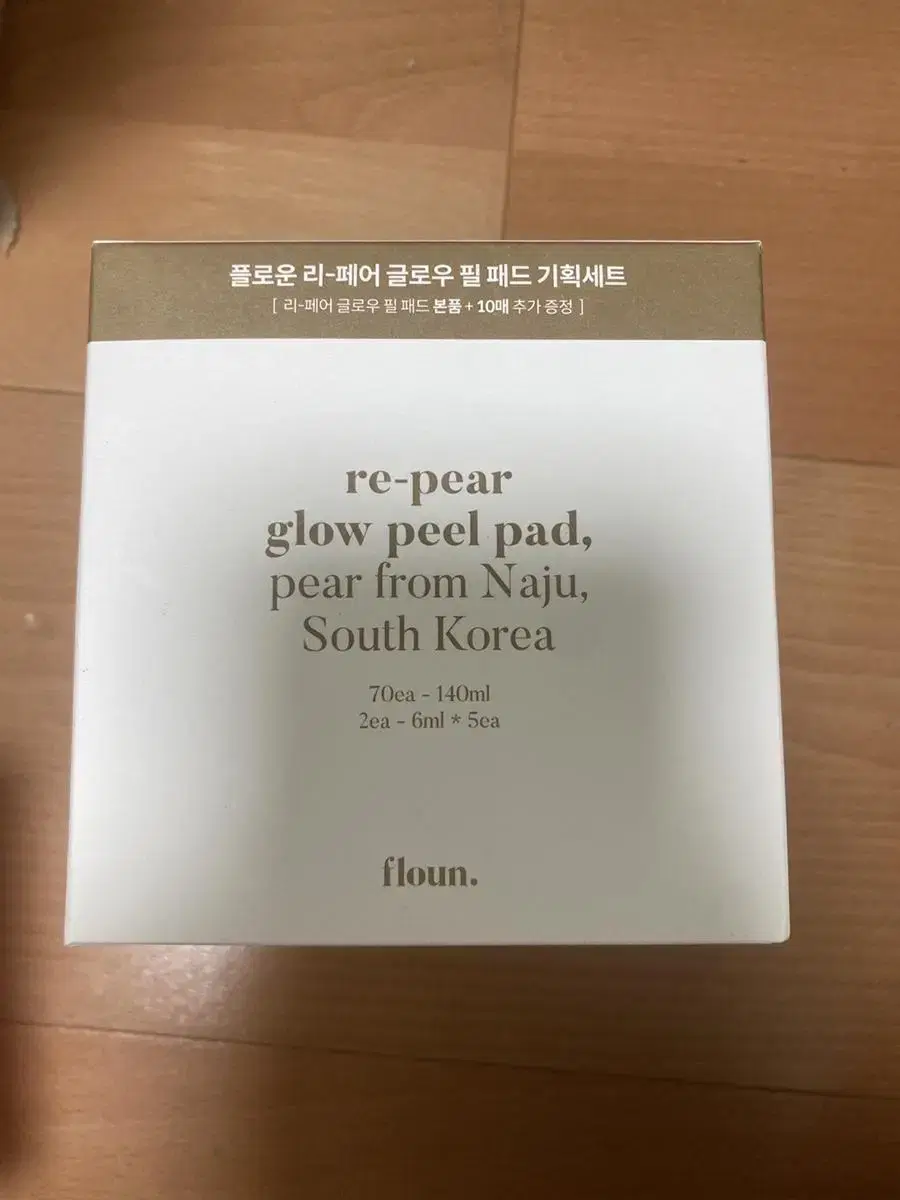 플로운 리-페어 글로우 필 패드 기획세트
[ 리-페어 글로우 필 패드 본품 + 10매 추가 증정 ]
re-pear
glow peel pad,
pear from Naju,
South Korea
70ea - 140ml
2ea - 6ml * 5ea
floun.